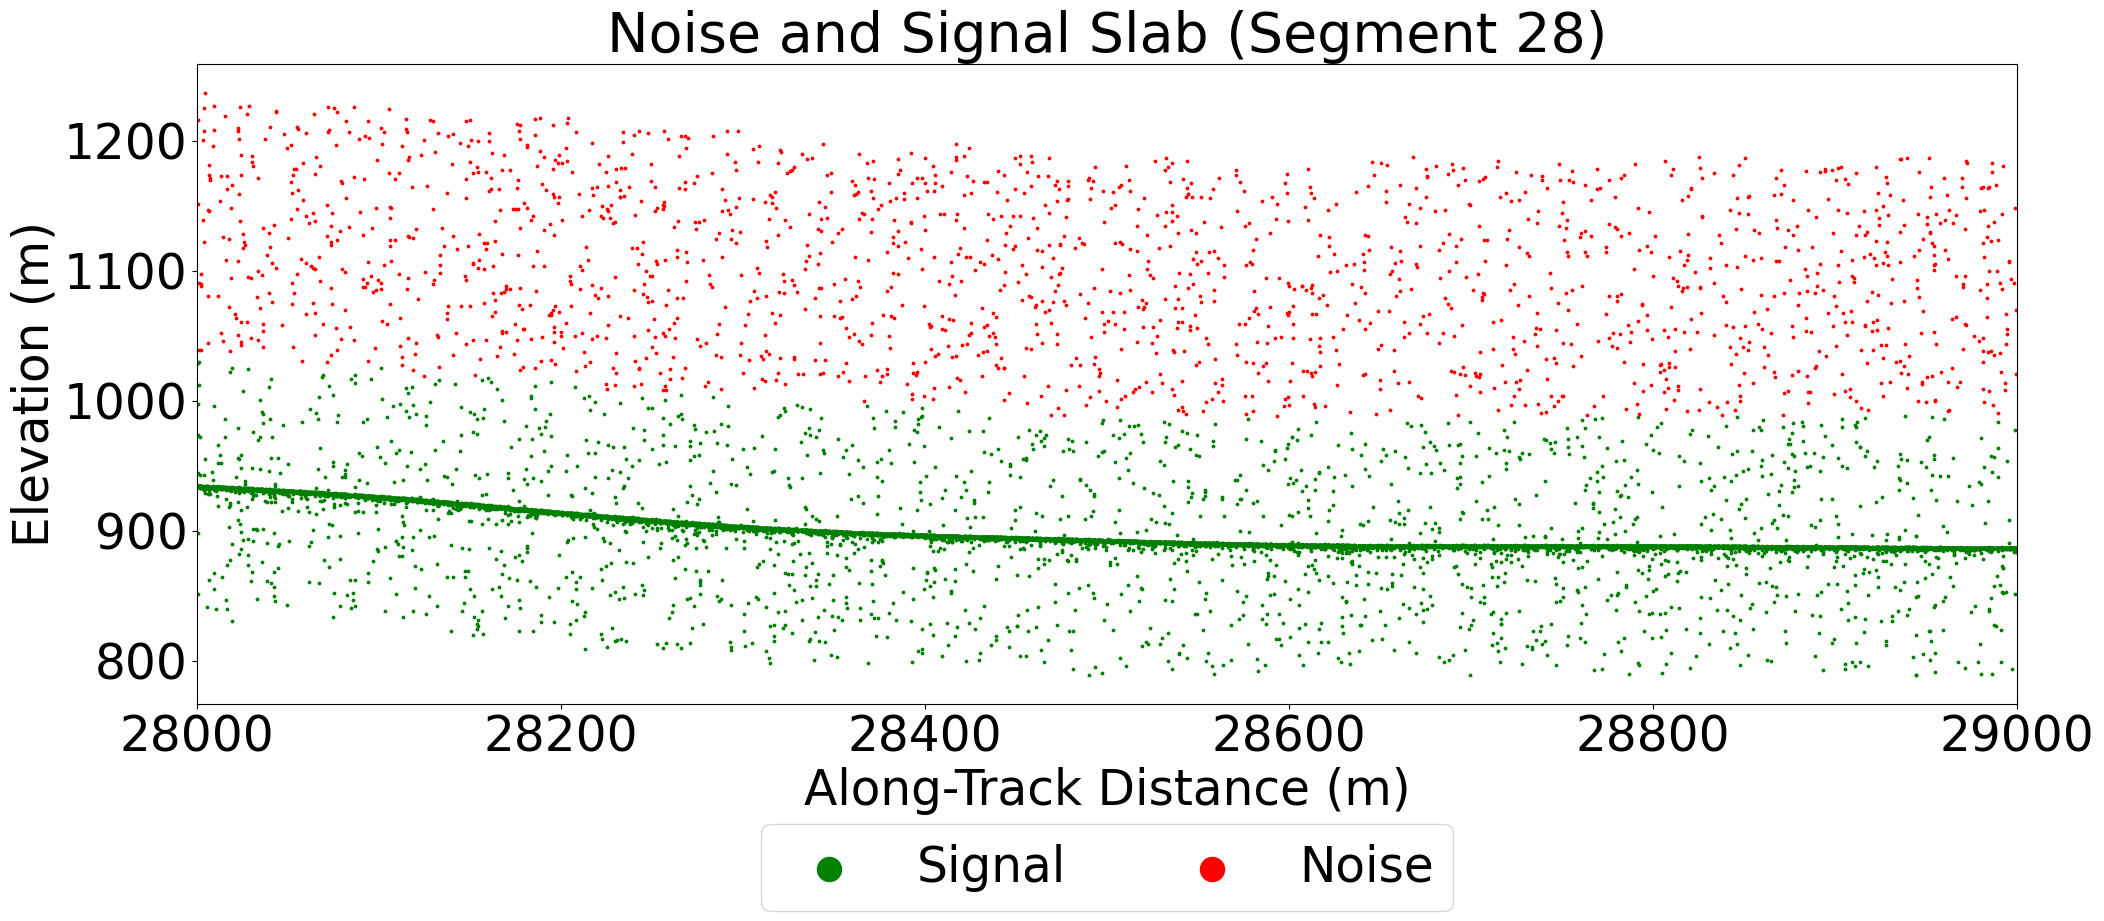 Noise and Signal Slab (Segment 28)
Elevation (m)
1200
1100
1000
900
800
28000 28200 28400 28600 28800 29000
Along-Track Distance (m)
Signal Noise